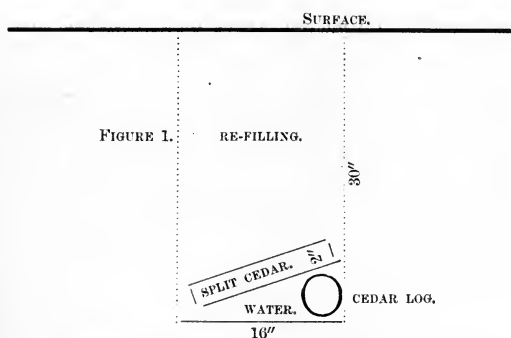 SURFACE.
FIGURE 1.
RE-FILLING.
30"
SPLIT CEDAR. 2"
WATER.
CEDAR LOG.
16"